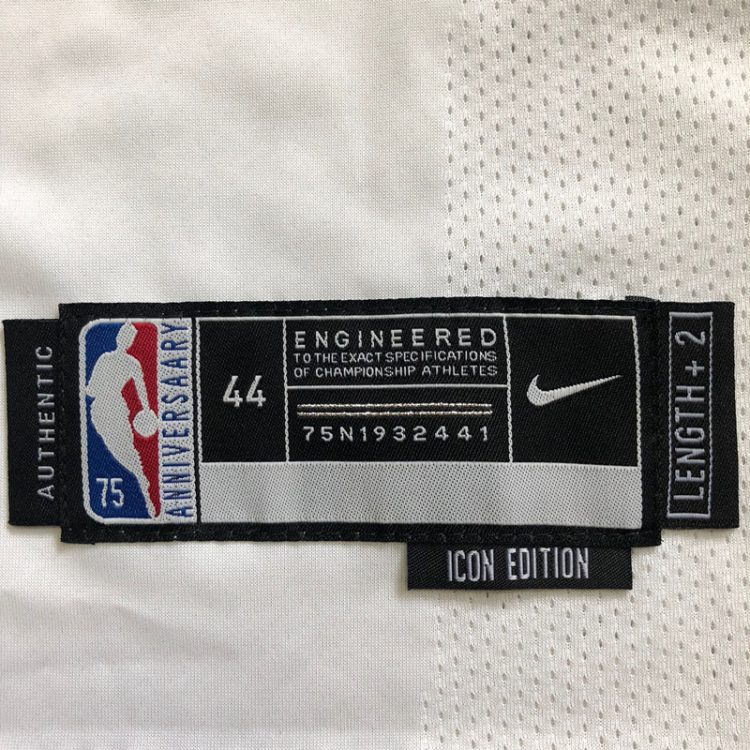 AUTHENTIC
75
ANNIVERSAARY
44
ENGINEERED
TO THE EXACT SPECIFICATIONS
OF CHAMPIONSHIP ATHLETES
75N1932441
LENGTH + 2
ICON EDITION